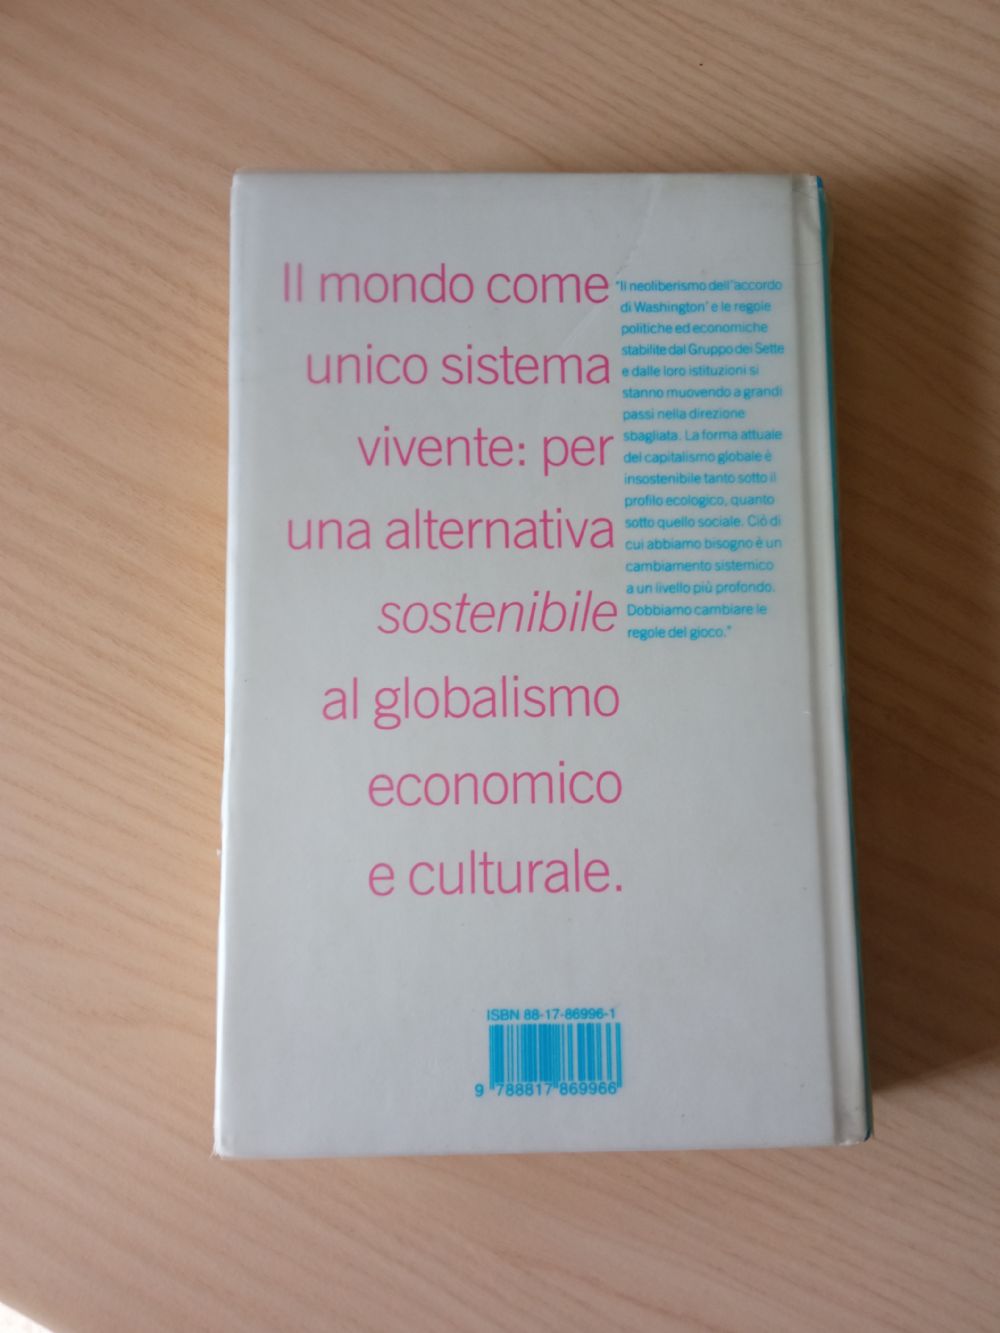 Il mondo come
unico sistema
vivente: per
una alternativa
sostenibile
al globalismo
economico
e culturale.
"Il neoliberismo dell'"accordo
di Washington' e le regole
politiche ed economiche
stabilite dal Gruppo dei Sette
e dalle loro istituzioni si
stanno muovendo a grandi
passi nella direzione
sbagliata. La forma attuale
del capitalismo globale è
insostenibile tanto sotto il
profilo ecologico, quanto
sotto quello sociale. Ciò di
cui abbiamo bisogno è un
cambiamento sistemico
a un livello più profondo.
Dobbiamo cambiare le
regole del gioco."
ISBN 88-17-86996-1
9 788817 869966